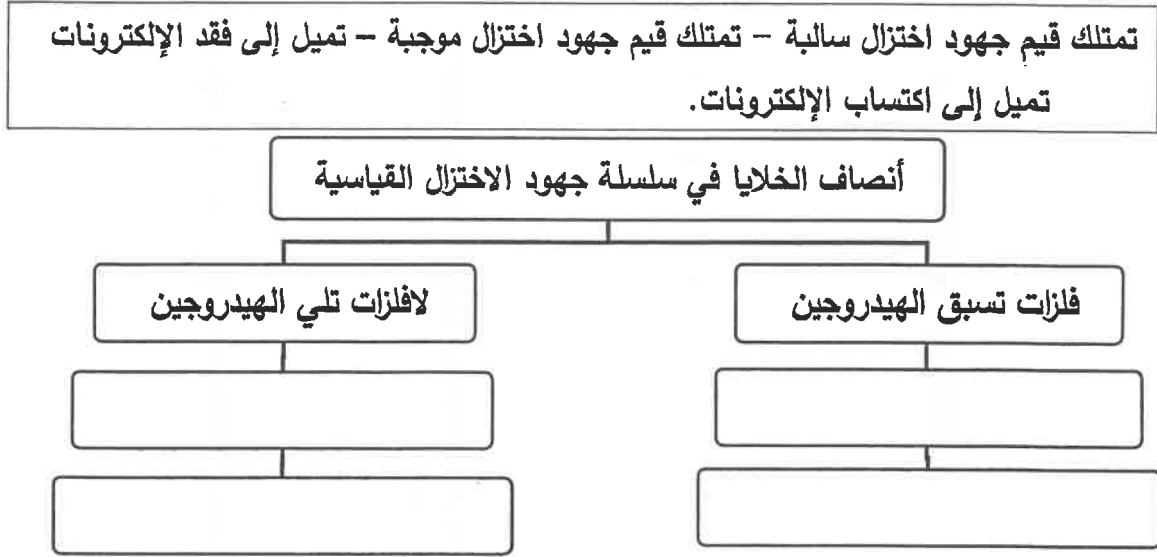 تمتلك قيم جهود اختزال سالبة – تمتلك قيم جهود اختزال موجبة – تميل إلى فقد الإلكترونات
تميل إلى اكتساب الإلكترونات.
أنصاف الخلايا في سلسلة جهود الاختزال القياسية
فلزات تسبق الهيدروجين
لافلزات تلي الهيدروجين